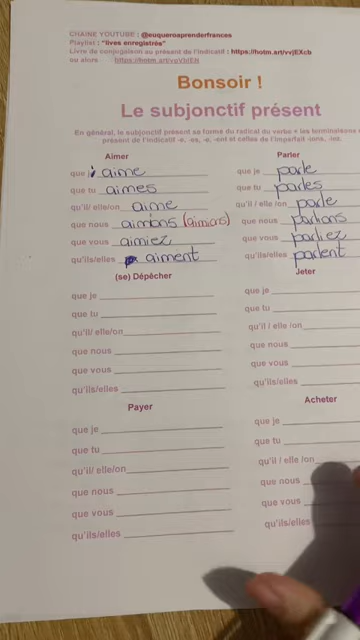 CHAINE YOUTUBE : @euqueroaprenderfrances
Playlist : "lives enregistrées"
Livre de conjugaison au présent de l'indicatif : https://hotm.art/vvjEXcb
ou alors
Bonsoir !
Le subjonctif présent
En général, le subjonctif présent se forme du radical du verbe + les terminaisons
présent de l'indicatif -e, -es, -e, -ent et celles de l'imparfait -ions, -iez.
Aimer
que j' aime
que tu aimes
qu'il/ elle/on aime
que nous aimions (aimions)
que vous aimiez
qu'ils/elles aiment
Parler
que je parle
que tu parles
qu'il / elle /on parle
que nous parlions
que vous parliez
qu'ils/elles parlent
(se) Dépêcher
que je
que tu
qu'il/ elle/on
que nous
que vous
qu'ils/elles
Jeter
que je
que tu
qu'il / elle /on
que nous
que vous
qu'ils/elles
Payer
que je
que tu
qu'il/ elle/on
que nous
que vous
qu'ils/elles
Acheter
que je
que tu
qu'il / elle /on
que nous
que vous
qu'ils/elles